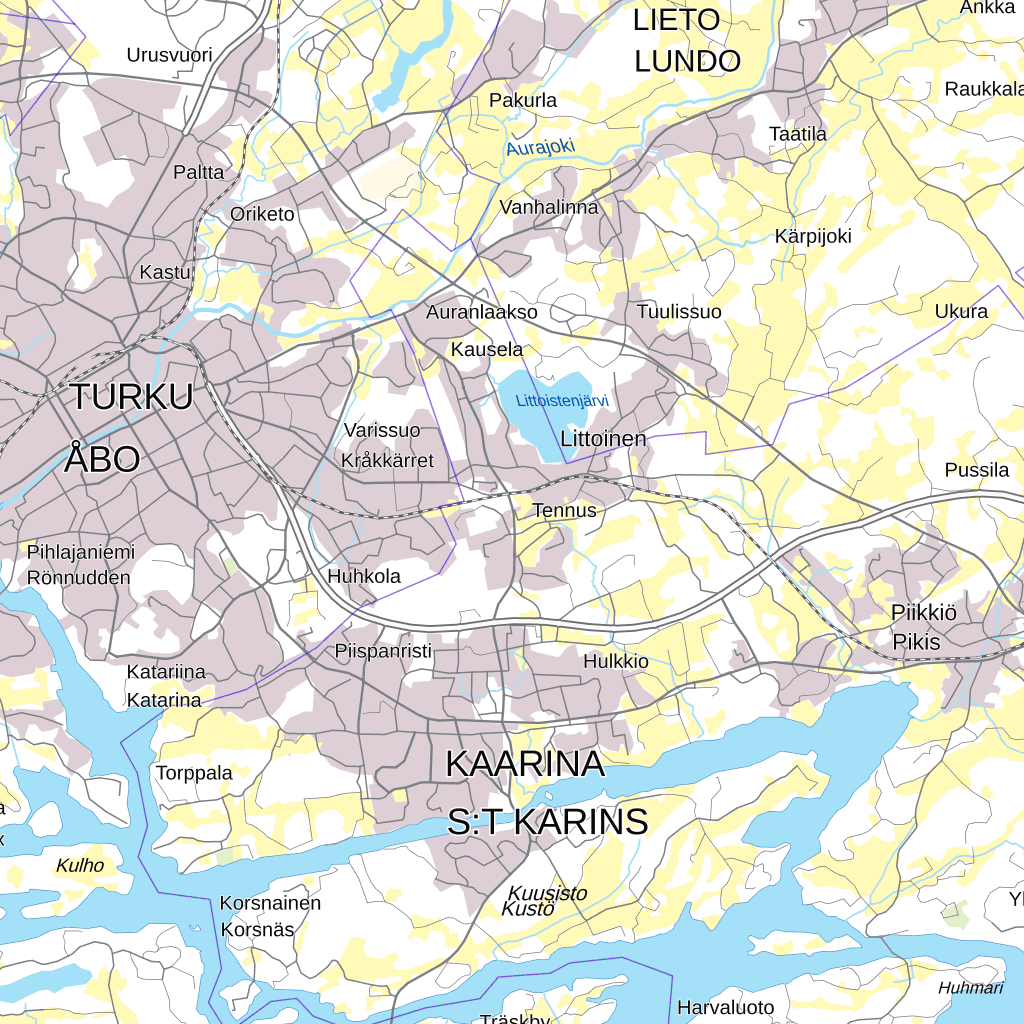 LIETO
LUNDO
Ankka
Urusvuori
Pakurla
Raukkala
Taatila
Aurajoki
Paltta
Vanhalinna
Oriketo
Kärpijoki
Kastu
Auranlaakso
Tuulissuo
Ukura
Kausela
TURKU
ÅBO
Littoistenjärvi
Varissuo
Kråkkärret
Littoinen
Pussila
Tennus
Pihlajaniemi
Rönnudden
Huhkola
Piikkiö
Pikis
Piispanristi
Hulkkio
Katariina
Katarina
KAARINA
S:T KARINS
Torppala
Kulho
Kuusisto
Kustö
Korsnainen
Korsnäs
Huhmari
Harvaluoto
Träskby